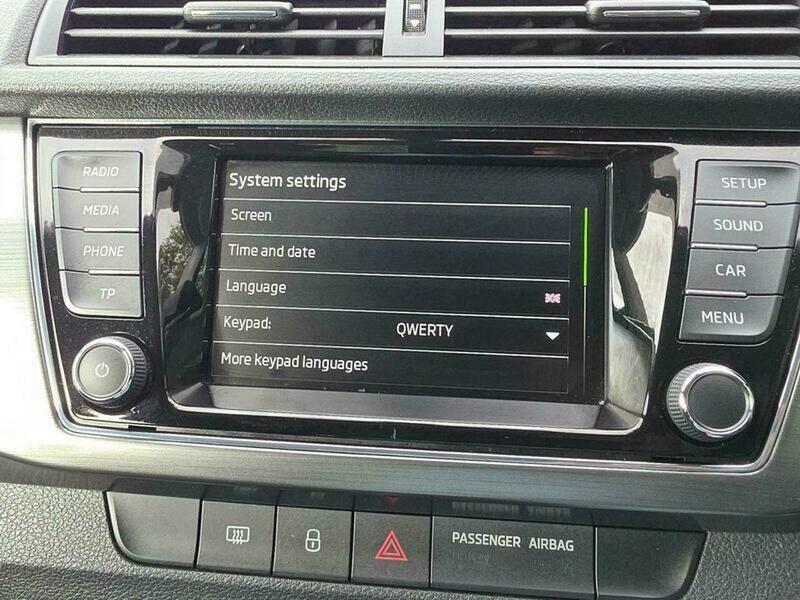 RADIO
MEDIA
PHONE
TP
System settings
Screen
Time and date
Language
Keypad: QWERTY
More keypad languages
SETUP
SOUND
CAR
MENU
PASSENGER AIRBAG